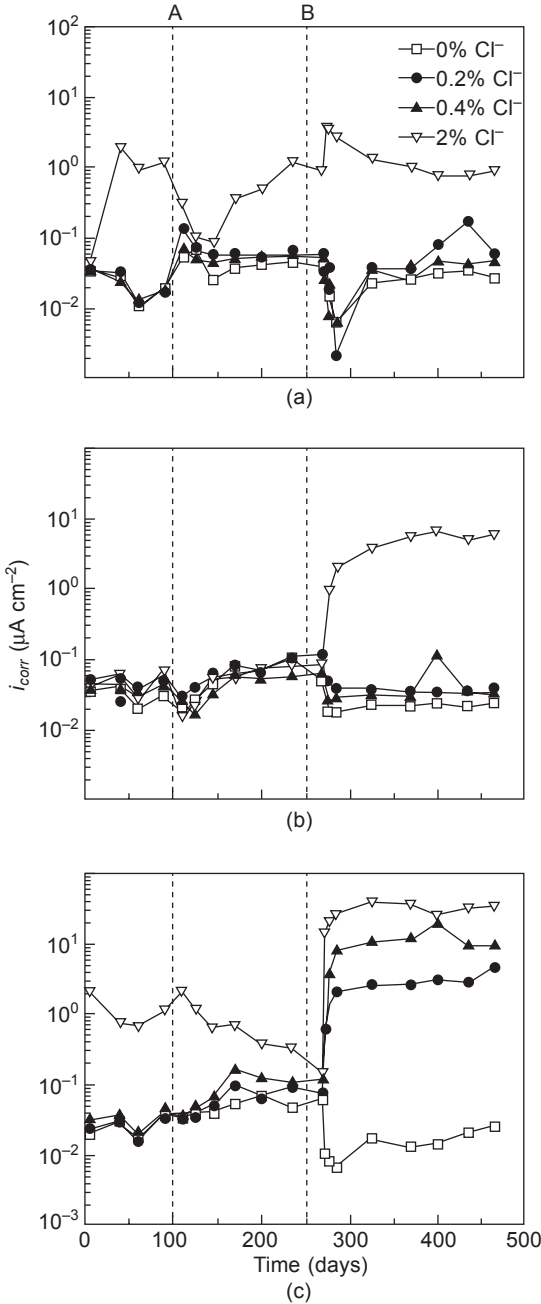 A B
10²
10¹
10⁰
10⁻¹
10⁻²
0% Cl⁻
0.2% Cl⁻
0.4% Cl⁻
2% Cl⁻
(a)
10¹
10⁰
10⁻¹
10⁻²
i_corr (μA cm⁻²)
(b)
10¹
10⁰
10⁻¹
10⁻²
10⁻³
0 100 200 300 400 500
Time (days)
(c)